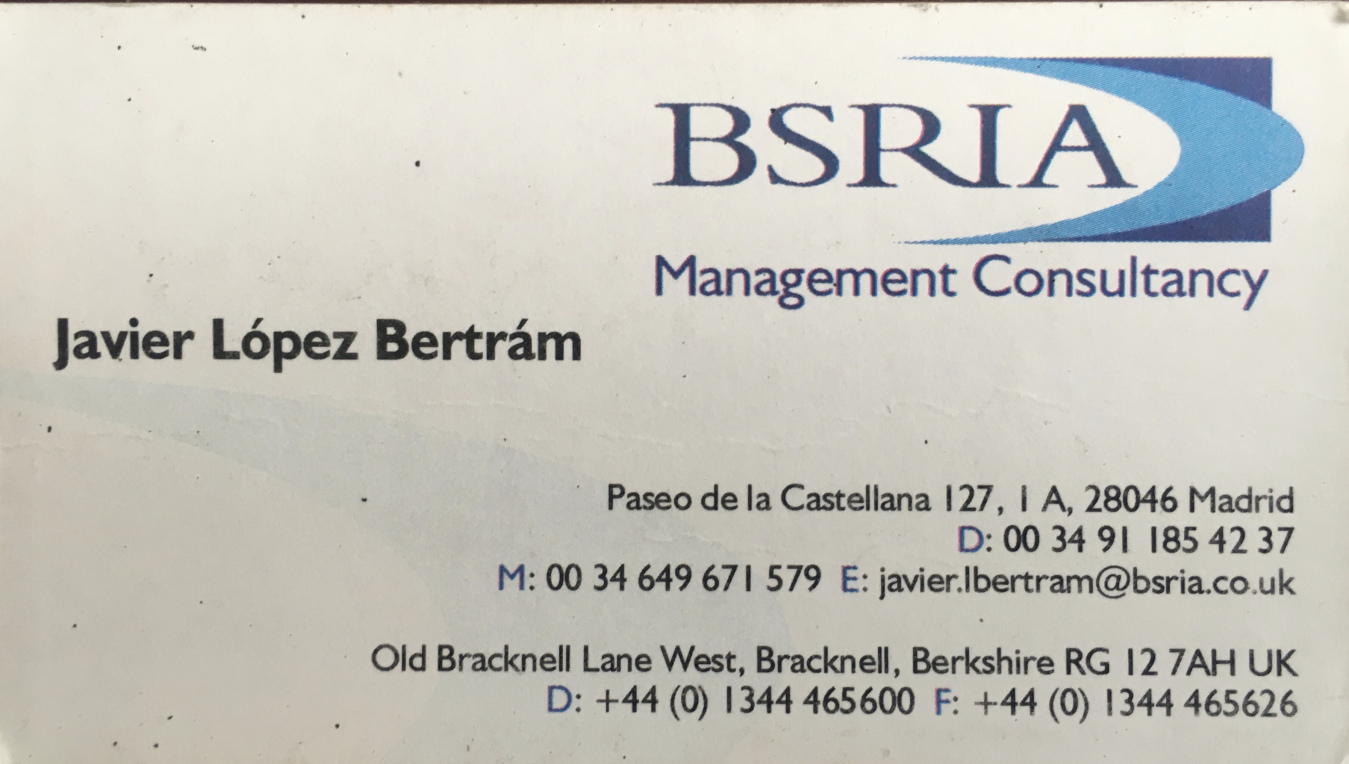 BSRIA
Management Consultancy
Javier López Bertrám
Paseo de la Castellana 127, 1 A, 28046 Madrid
D: 00 34 91 185 42 37
M: 00 34 649 671 579 E: javier.lbertram@bsria.co.uk
Old Bracknell Lane West, Bracknell, Berkshire RG 12 7AH UK
D: +44 (0) 1344 465600 F: +44 (0) 1344 465626